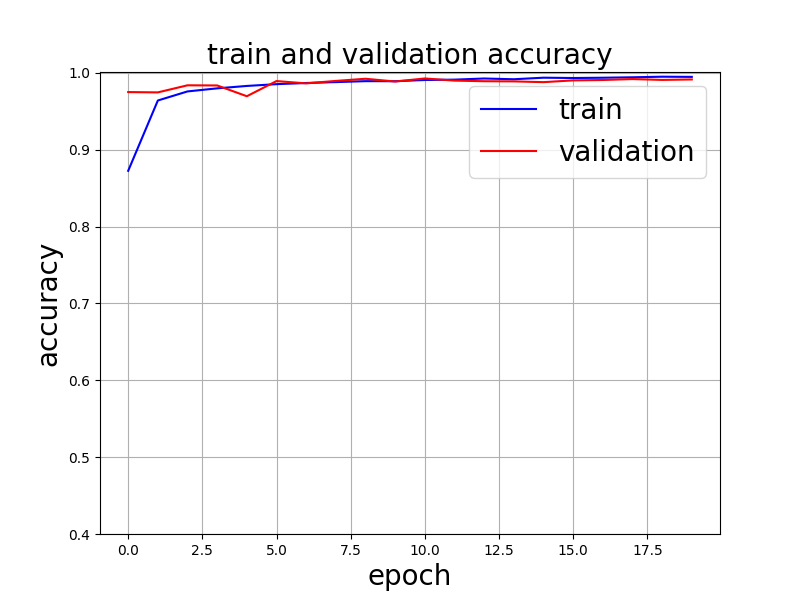 train and validation accuracy
1.0
0.9
0.8
0.7
0.6
0.5
0.4
accuracy
train
validation
0.0 2.5 5.0 7.5 10.0 12.5 15.0 17.5
epoch